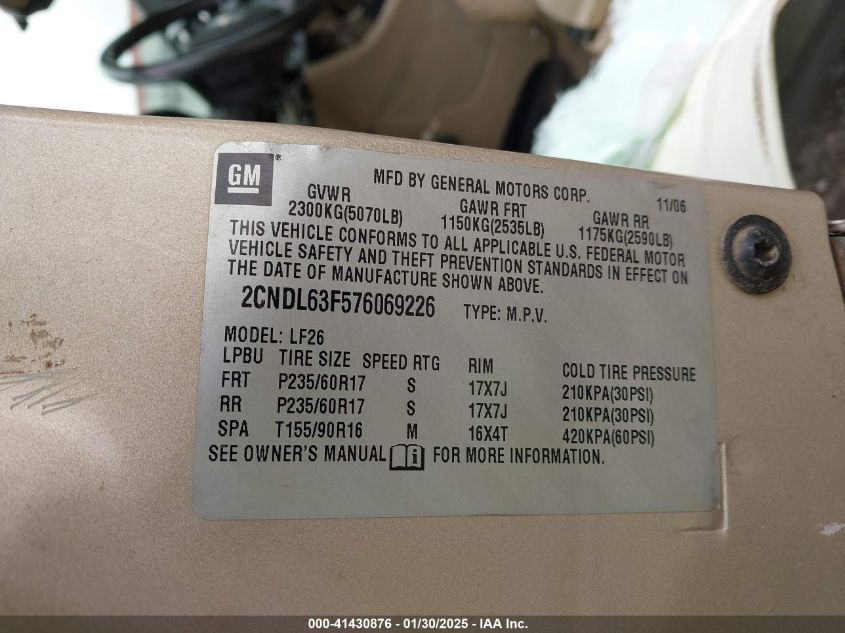 GM
MFD BY GENERAL MOTORS CORP. 11/06
GVWR GAWR FRT GAWR RR
2300KG(5070LB) 1150KG(2535LB) 1175KG(2590LB)
THIS VEHICLE CONFORMS TO ALL APPLICABLE U.S. FEDERAL MOTOR
VEHICLE SAFETY AND THEFT PREVENTION STANDARDS IN EFFECT ON
THE DATE OF MANUFACTURE SHOWN ABOVE.
2CNDL63F576069226 TYPE: M.P.V.
MODEL: LF26
LPBU TIRE SIZE SPEED RTG RIM COLD TIRE PRESSURE
FRT P235/60R17 S 17X7J 210KPA(30PSI)
RR P235/60R17 S 17X7J 210KPA(30PSI)
SPA T155/90R16 M 16X4T 420KPA(60PSI)
SEE OWNER'S MANUAL FOR MORE INFORMATION.
000-41430876 - 01/30/2025 - IAA Inc.